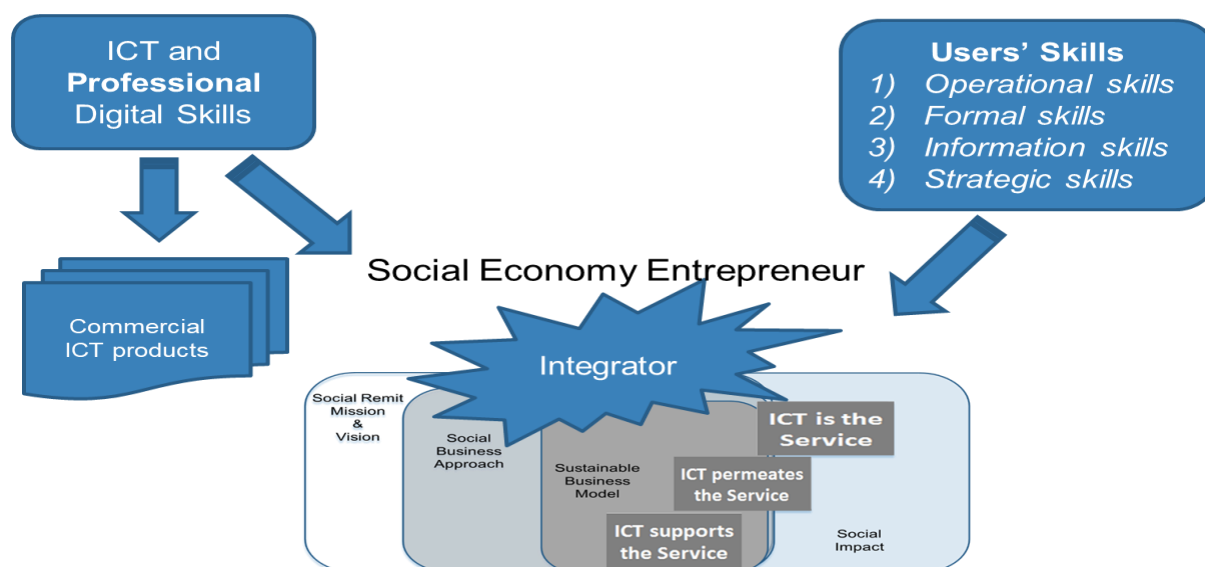 ICT and
Professional
Digital Skills
Users’ Skills
1) Operational skills
2) Formal skills
3) Information skills
4) Strategic skills
Commercial
ICT products
Social Economy Entrepreneur
Integrator
Social Remit
Mission
&
Vision
Social
Business
Approach
Sustainable
Business
Model
ICT is the
Service
ICT permeates
the Service
ICT supports
the Service
Social
Impact